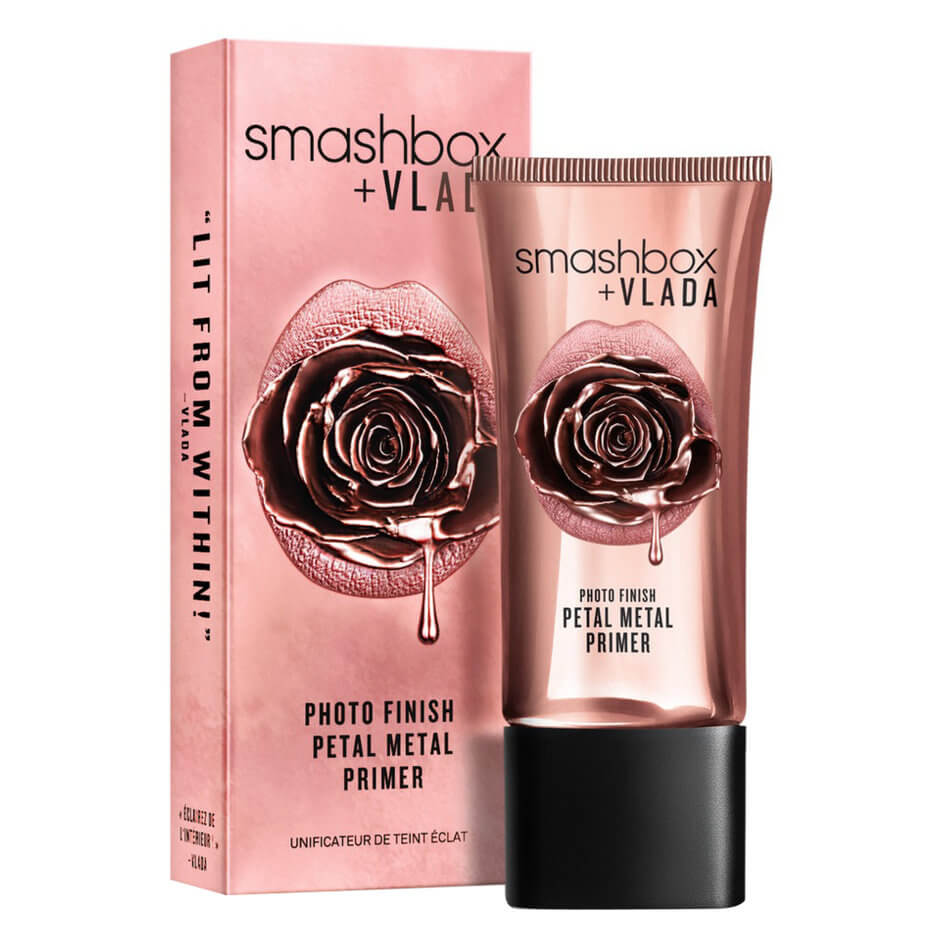 "LIT FROM WITHIN!"
—VLADA
« ÉCLAIREZ DE
L'INTÉRIEUR ! »
—VLADA
smashbox
+VLAD
PHOTO FINISH
PETAL METAL
PRIMER
UNIFICATEUR DE TEINT ÉCLAT
smashbox
+VLADA
PHOTO FINISH
PETAL METAL
PRIMER